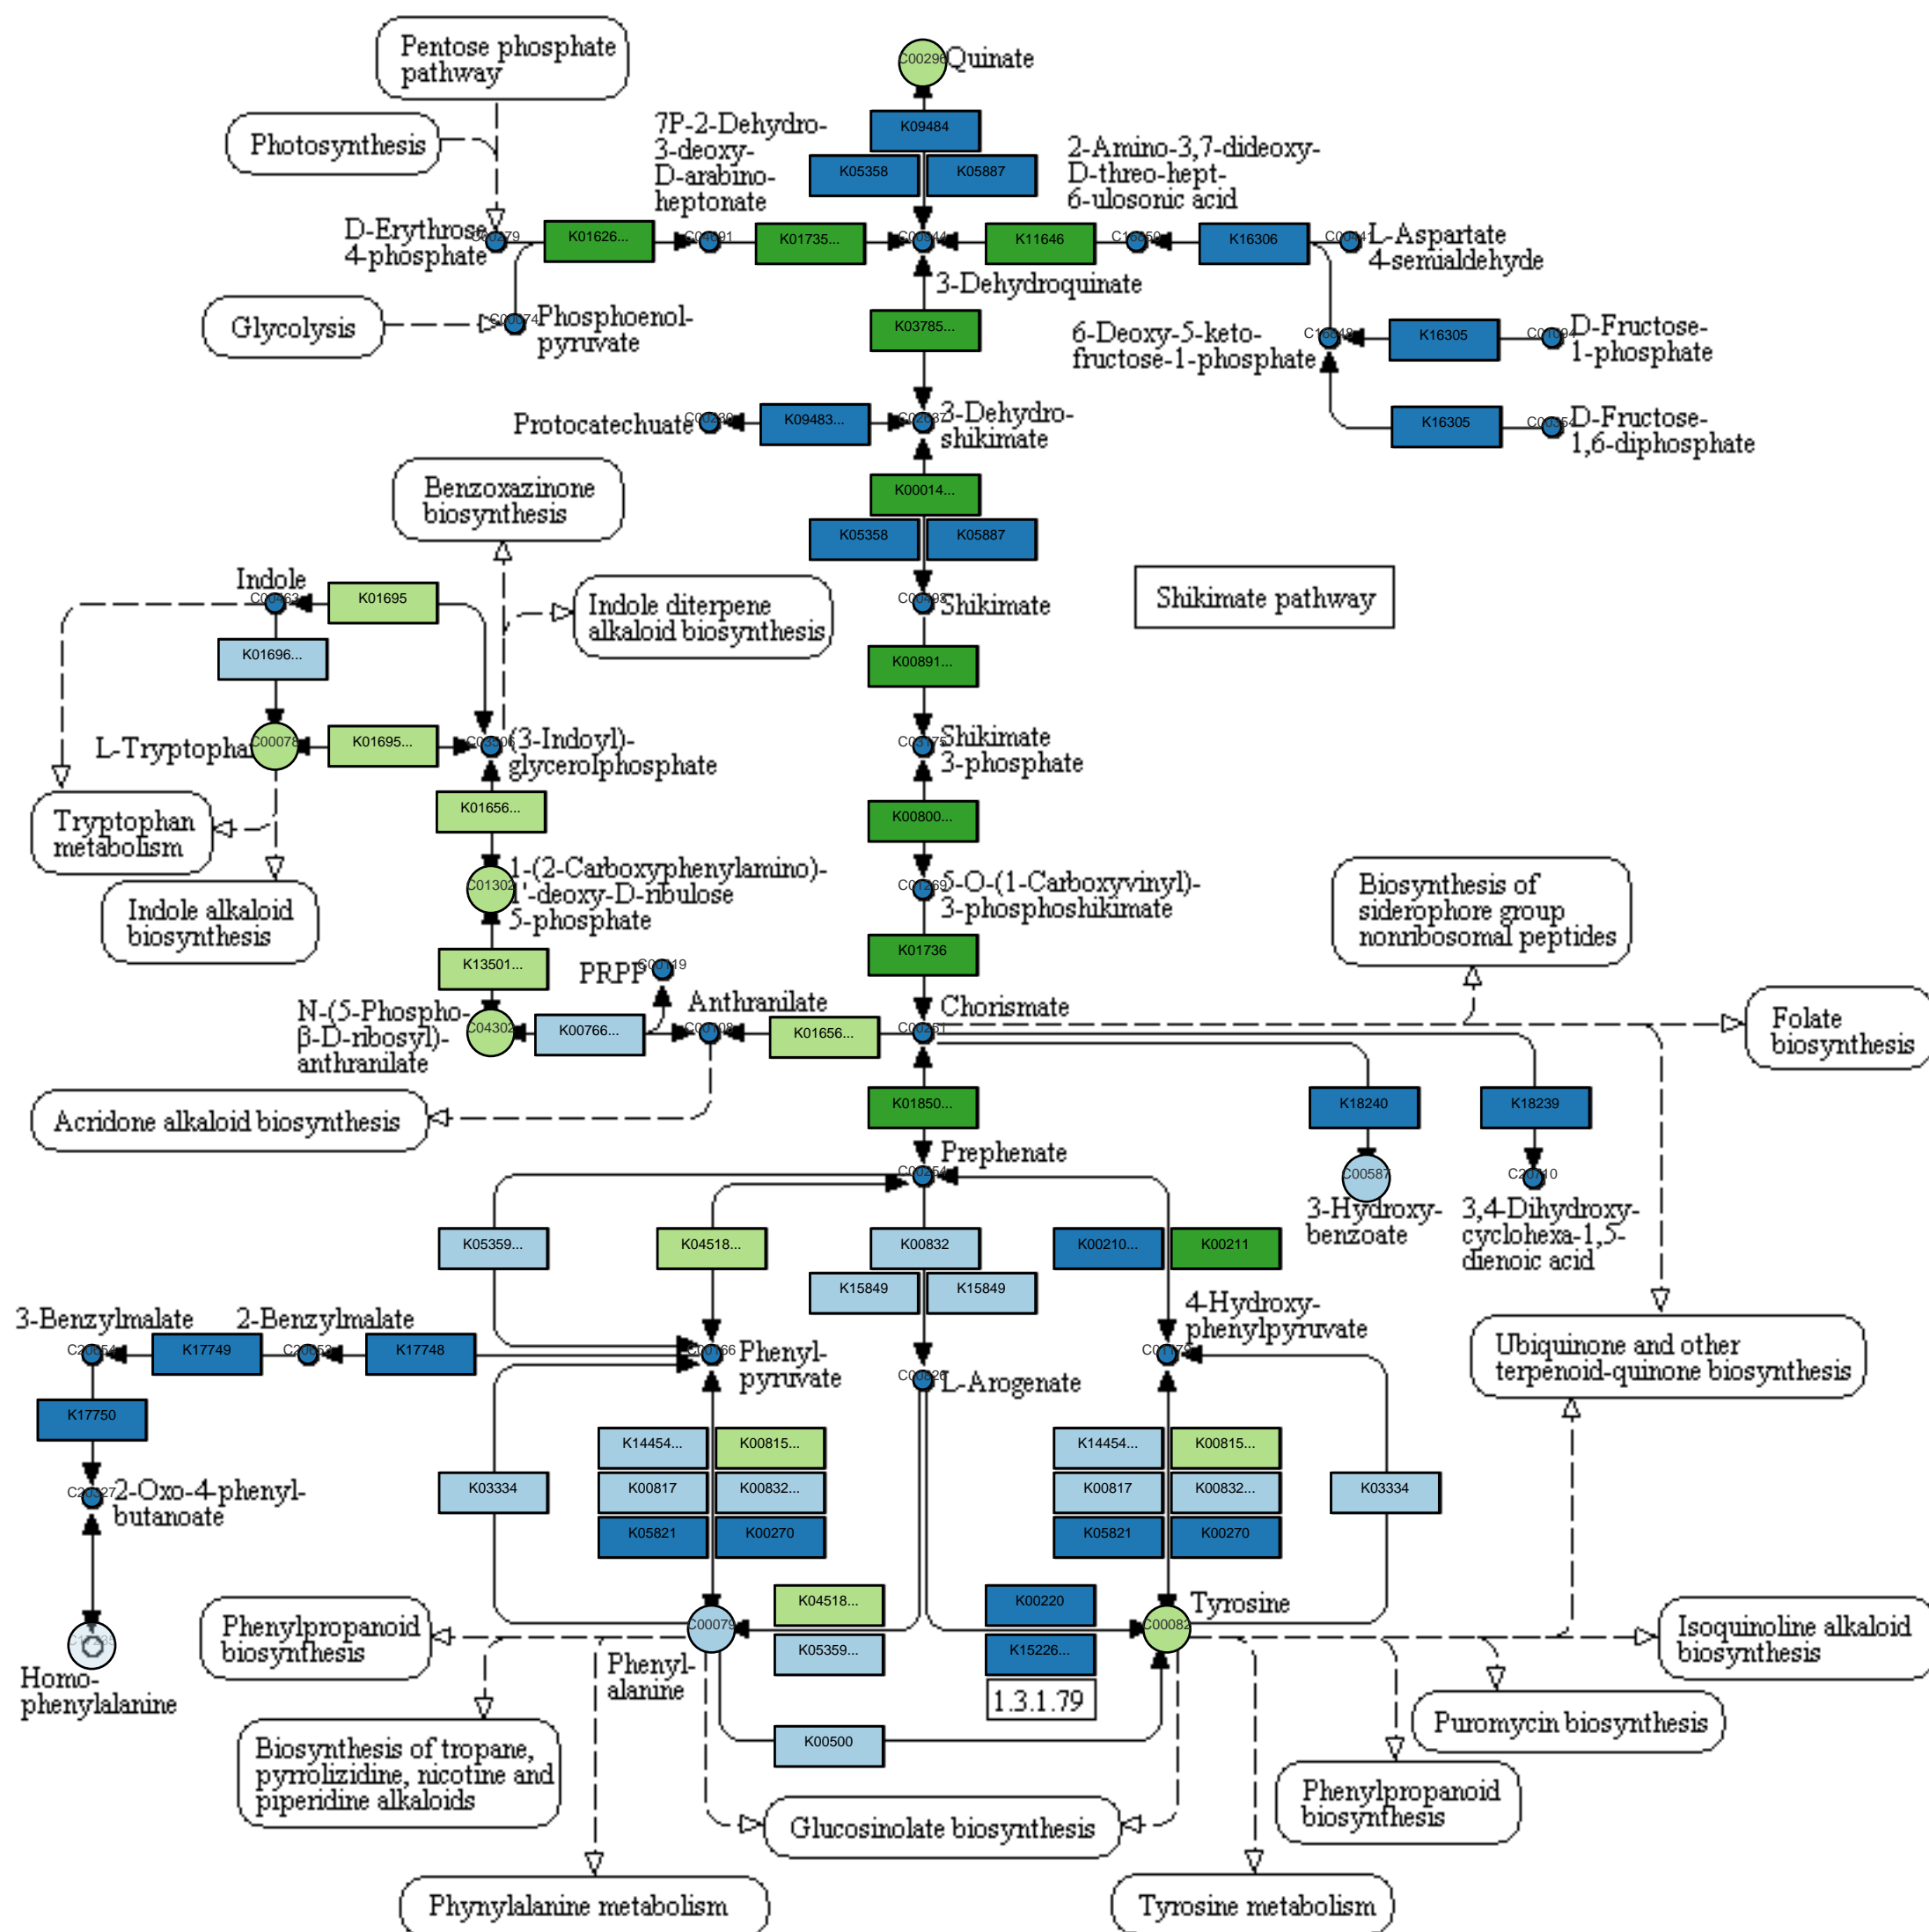 Pentose phosphate
pathway
Quinate
K09484
Photosynthesis
7P-2-Dehydro-
3-deoxy-
D-arabino-
heptonate
K05358
K05887
2-Amino-3,7-dideoxy-
D-threo-hept-
6-ulosonic acid
D-Erythrose
4-phosphate
K01626...
K01735...
K11646
K16306
L-Aspartate
4-semialdehyde
3-Dehydroquinate
Glycolysis
Phosphoenol-
pyruvate
K03785...
6-Deoxy-5-keto-
fructose-1-phosphate
K16305
D-Fructose-
1-phosphate
Protocatechuate
K09483...
3-Dehydro-
shikimate
K16305
D-Fructose-
1,6-diphosphate
Benzoxazinone
biosynthesis
K00014...
K05358
K05887
Indole
K01695
Indole diterpene
alkaloid biosynthesis
Shikimate
Shikimate pathway
K01696...
K00891...
L-Tryptophan
C00078
K01695...
(3-Indoyl)-
glycerolphosphate
Shikimate
3-phosphate
K01656...
K00800...
Tryptophan
metabolism
C01302
1-(2-Carboxyphenylamino)-
1'-deoxy-D-ribulose
5-phosphate
5-O-(1-Carboxyvinyl)-
3-phosphoshikimate
Biosynthesis of
siderophore group
nonribosomal peptides
Indole alkaloid
biosynthesis
K13501...
PRPP
C00119
K01736
N-(5-Phospho-
β-D-ribosyl)-
anthranilate
C04302
K00766...
Anthranilate
K01656...
Chorismate
Folate
biosynthesis
Acridone alkaloid biosynthesis
K01850...
K18240
K18239
Prephenate
C00587
3-Hydroxy-
benzoate
C20710
3,4-Dihydroxy-
cyclohexa-1,5-
dienoic acid
K05359...
K04518...
K00832
K00210...
K00211
K15849
K15849
3-Benzylmalate
2-Benzylmalate
K17749
K17748
Phenyl-
pyruvate
4-Hydroxy-
phenylpyruvate
Ubiquinone and other
terpenoid-quinone biosynthesis
L-Arogenate
K17750
K14454...
K00815...
K14454...
K00815...
2-Oxo-4-phenyl-
butanoate
K03334
K00817
K00832...
K00817
K00832...
K03334
K05821
K00270
K05821
K00270
Homo-
phenylalanine
Phenylpropanoid
biosynthesis
C00079
Phenyl-
alanine
K04518...
K05359...
K00220
K15226...
1.3.1.79
C00082
Tyrosine
Isoquinoline alkaloid
biosynthesis
Puromycin biosynthesis
K00500
Biosynthesis of tropane,
pyrrolizidine, nicotine and
piperidine alkaloids
Phenylpropanoid
biosynthesis
Glucosinolate biosynthesis
Phynylalanine metabolism
Tyrosine metabolism